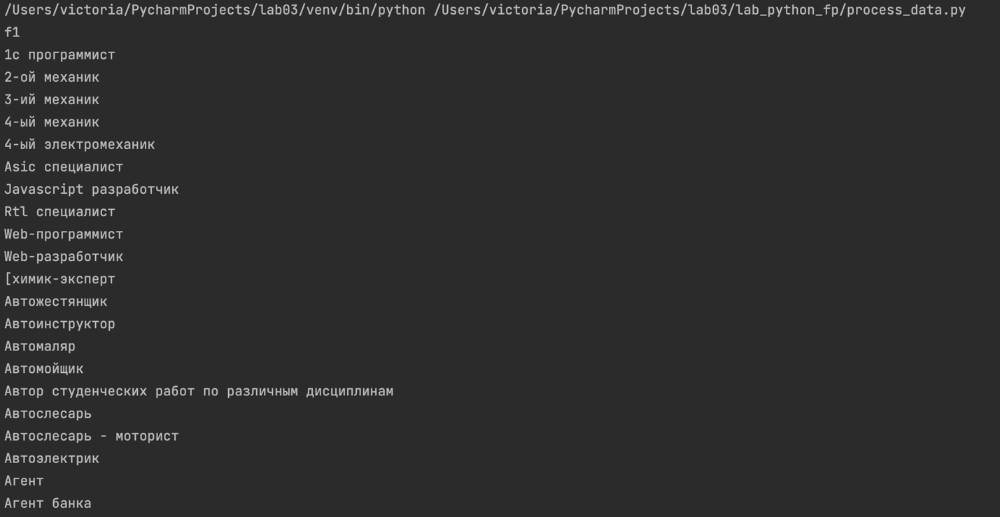 /Users/victoria/PycharmProjects/lab03/venv/bin/python /Users/victoria/PycharmProjects/lab03/lab_python_fp/process_data.py
f1
1с программист
2-ой механик
3-ий механик
4-ый механик
4-ый электромеханик
Asic специалист
Javascript разработчик
Rtl специалист
Web-программист
Web-разработчик
[химик-эксперт
Автожестянщик
Автоинструктор
Автомаляр
Автомойщик
Автор студенческих работ по различным дисциплинам
Автослесарь
Автослесарь - моторист
Автоэлектрик
Агент
Агент банка